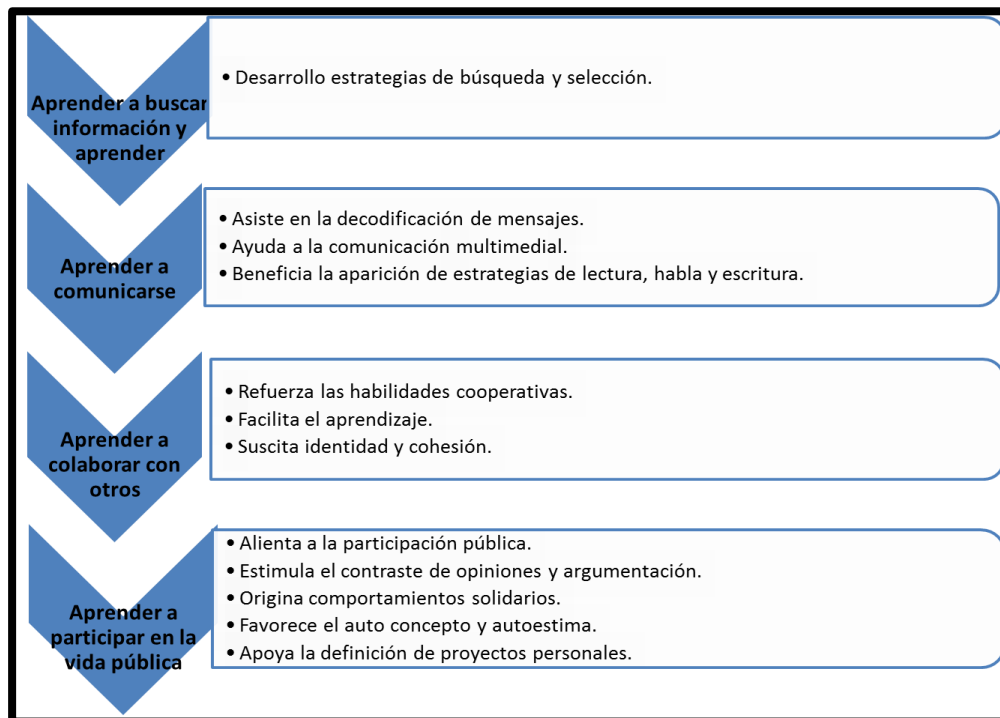 Aprender a buscar
información y
aprender
• Desarrollo estrategias de búsqueda y selección.
Aprender a
comunicarse
• Asiste en la decodificación de mensajes.
• Ayuda a la comunicación multimedial.
• Beneficia la aparición de estrategias de lectura, habla y escritura.
Aprender a
colaborar con
otros
• Refuerza las habilidades cooperativas.
• Facilita el aprendizaje.
• Suscita identidad y cohesión.
Aprender a
participar en la
vida pública
• Alienta a la participación pública.
• Estimula el contraste de opiniones y argumentación.
• Origina comportamientos solidarios.
• Favorece el auto concepto y autoestima.
• Apoya la definición de proyectos personales.